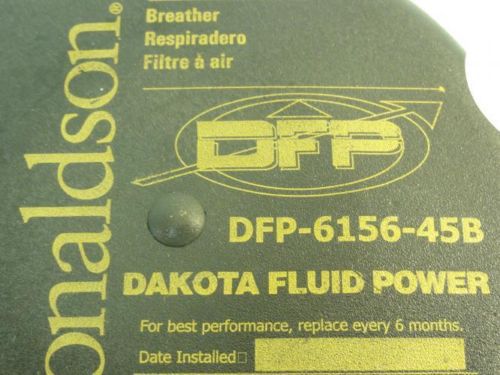 onaldson®
Breather
Respiradero
Filtre à air
DFP
DFP-6156-45B
DAKOTA FLUID POWER
For best performance, replace eyery 6 months.
Date Installed□